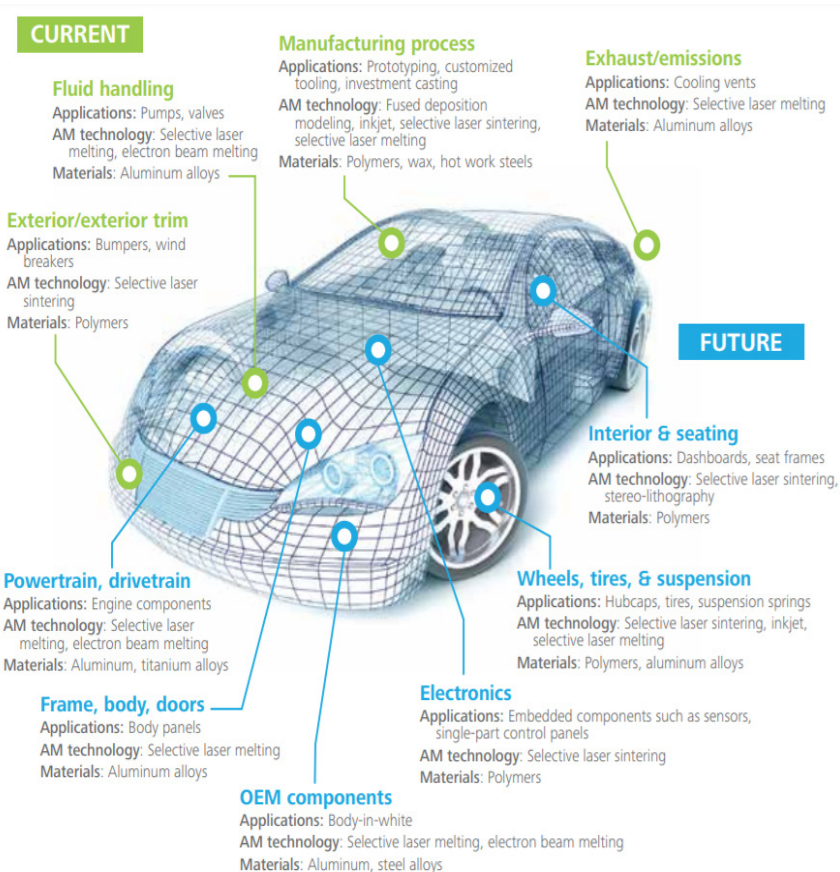 CURRENT
Fluid handling
Applications: Pumps, valves
AM technology: Selective laser
melting, electron beam melting
Materials: Aluminum alloys
Manufacturing process
Applications: Prototyping, customized
tooling, investment casting
AM technology: Fused deposition
modeling, inkjet, selective laser sintering,
selective laser melting
Materials: Polymers, wax, hot work steels
Exhaust/emissions
Applications: Cooling vents
AM technology: Selective laser melting
Materials: Aluminum alloys
Exterior/exterior trim
Applications: Bumpers, wind
breakers
AM technology: Selective laser
sintering
Materials: Polymers
FUTURE
Interior & seating
Applications: Dashboards, seat frames
AM technology: Selective laser sintering,
stereo-lithography
Materials: Polymers
Powertrain, drivetrain
Applications: Engine components
AM technology: Selective laser
melting, electron beam melting
Materials: Aluminum, titanium alloys
Wheels, tires, & suspension
Applications: Hubcaps, tires, suspension springs
AM technology: Selective laser sintering, inkjet,
selective laser melting
Materials: Polymers, aluminum alloys
Frame, body, doors
Applications: Body panels
AM technology: Selective laser melting
Materials: Aluminum alloys
Electronics
Applications: Embedded components such as sensors,
single-part control panels
AM technology: Selective laser sintering
Materials: Polymers
OEM components
Applications: Body-in-white
AM technology: Selective laser melting, electron beam melting
Materials: Aluminum, steel alloys